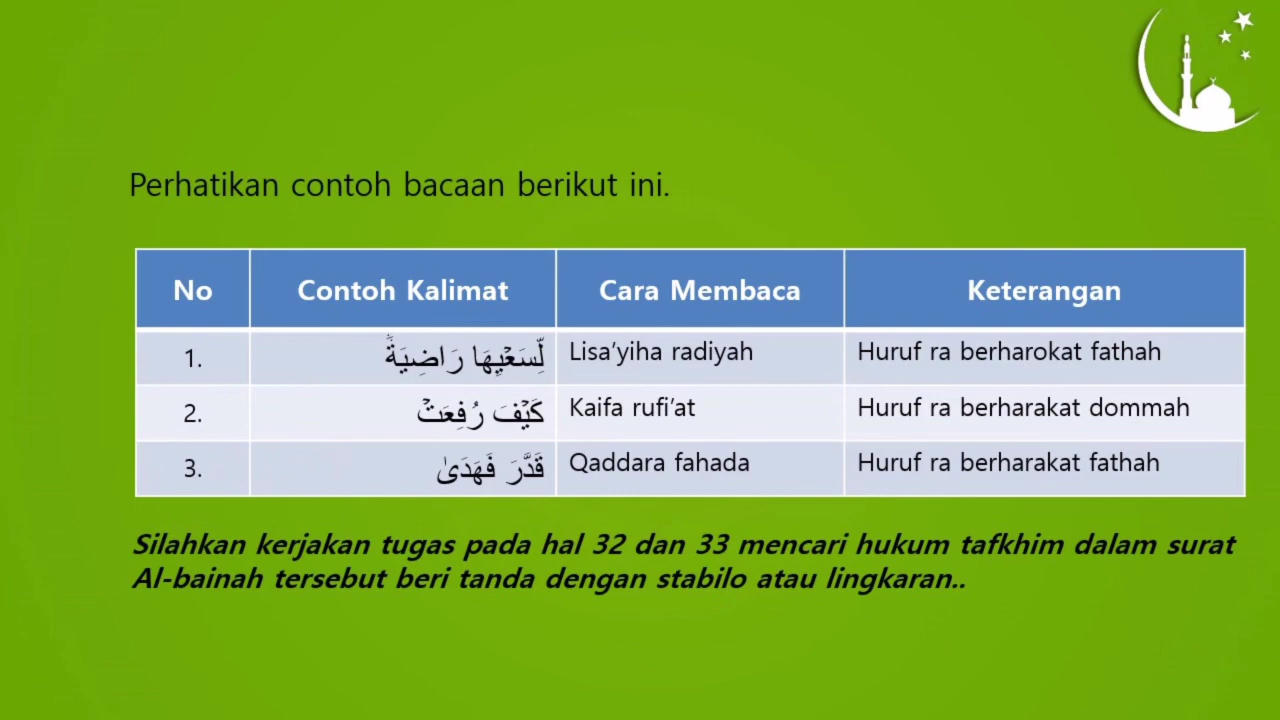 Perhatikan contoh bacaan berikut ini.
No Contoh Kalimat Cara Membaca Keterangan
1. لِّسَعْيِهَا رَاضِيَةٌۙ Lisa’yiha radiyah Huruf ra berharokat fathah
2. كَيْفَ رُفِعَتْ Kaifa rufi’at Huruf ra berharakat dommah
3. قَدَّرَ فَهَدَىٰ Qaddara fahada Huruf ra berharakat fathah
Silahkan kerjakan tugas pada hal 32 dan 33 mencari hukum tafkhim dalam surat
Al-bainah tersebut beri tanda dengan stabilo atau lingkaran..